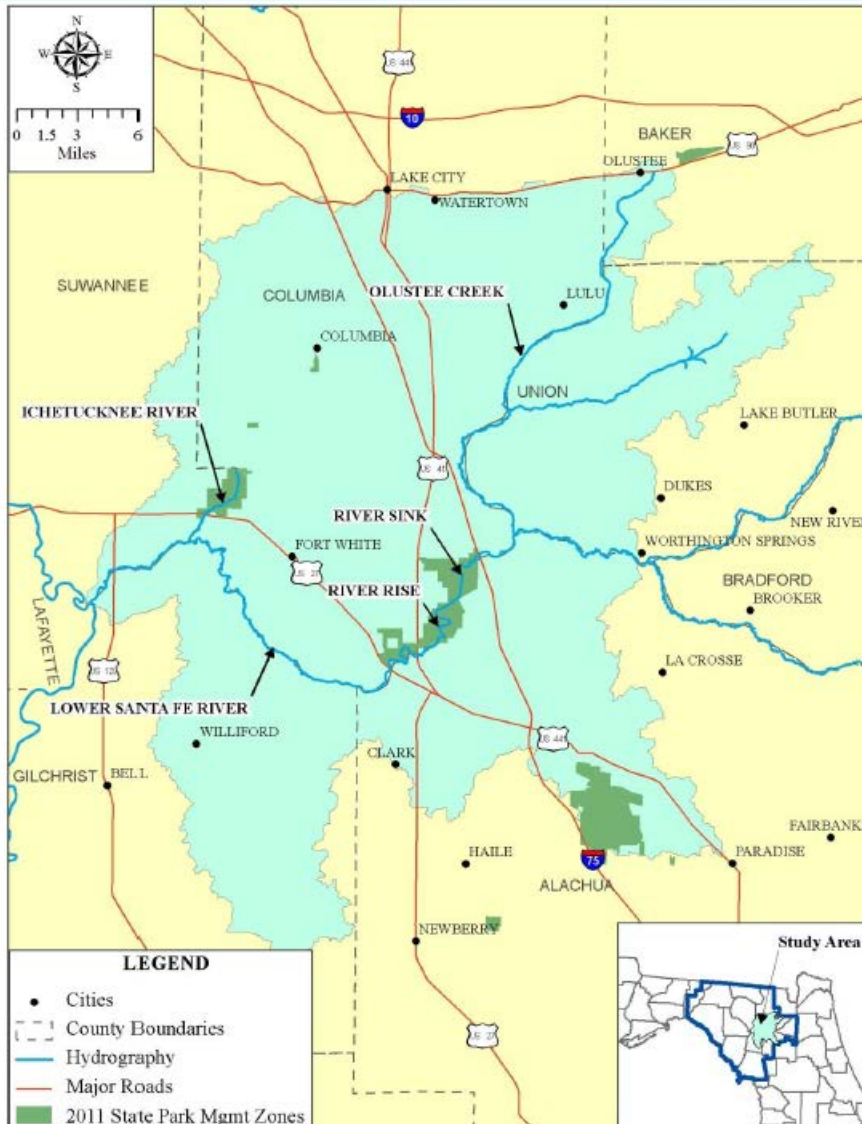 N
W E
S
0 1.5 3 6
Miles
US 441
10
BAKER
US 90
OLUSTEE
LAKE CITY
WATERTOWN
SUWANNEE
COLUMBIA
OLUSTEE CREEK
LULU
COLUMBIA
UNION
ICHETUCKNEE RIVER
LAKE BUTLER
US 41
DUKES
NEW RIVER
RIVER SINK
WORTHINGTON SPRINGS
FORT WHITE
US 27
RIVER RISE
BRADFORD
BROOKER
LAFAYETTE
LA CROSSE
US 129
LOWER SANTA FE RIVER
WILLIFORD
US 441
CLARK
GILCHRIST
BELL
FAIRBANK
HAILE
75
PARADISE
ALACHUA
NEWBERRY
US 27
LEGEND
Cities
County Boundaries
Hydrography
Major Roads
2011 State Park Mgmt Zones
Study Area